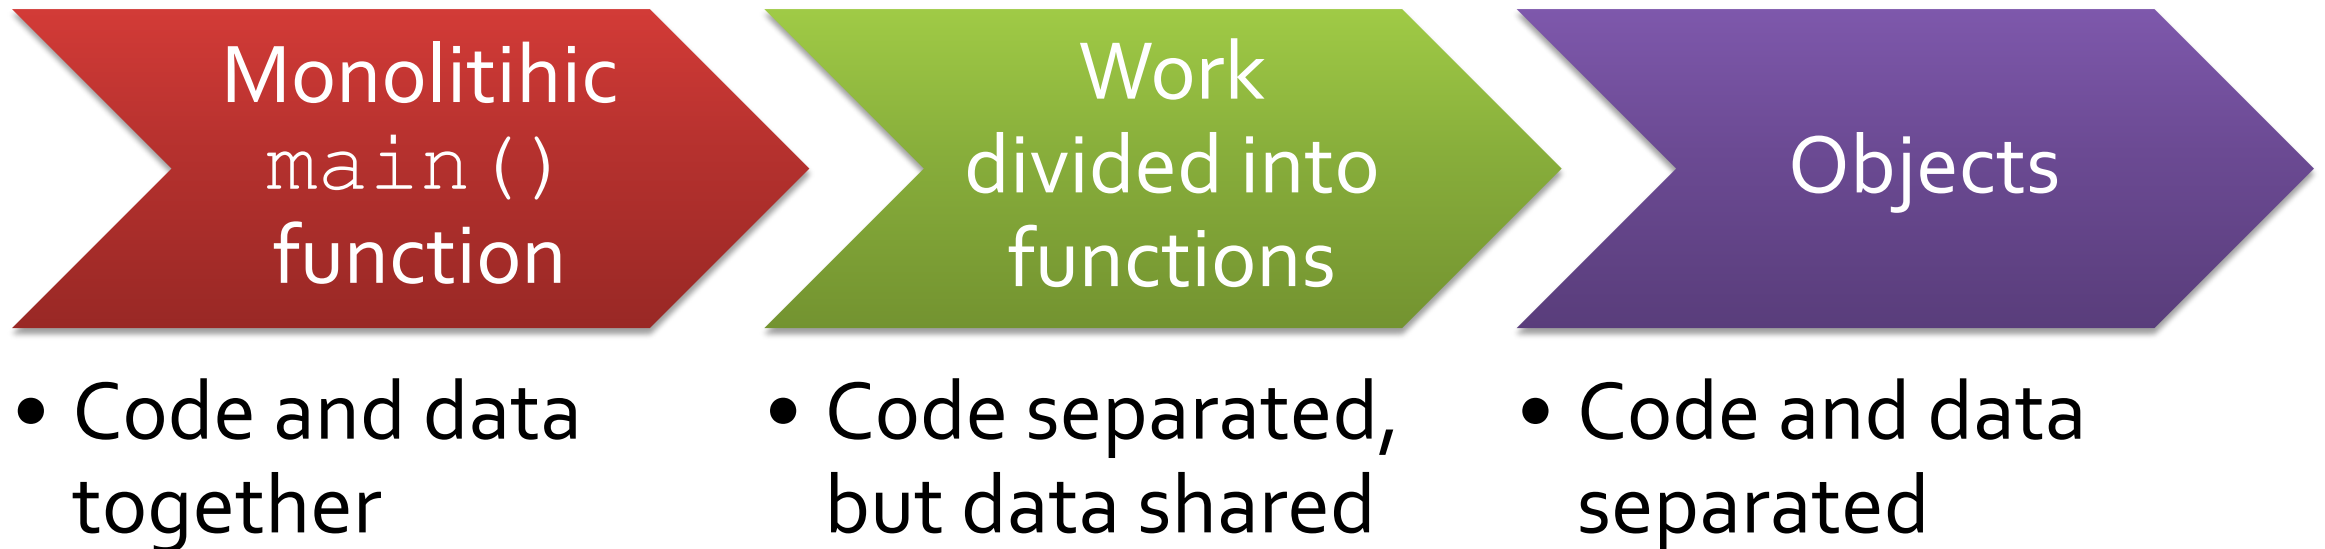 Monolitihic
main()
function
Work
divided into
functions
Objects
• Code and data
together
• Code separated,
but data shared
• Code and data
separated